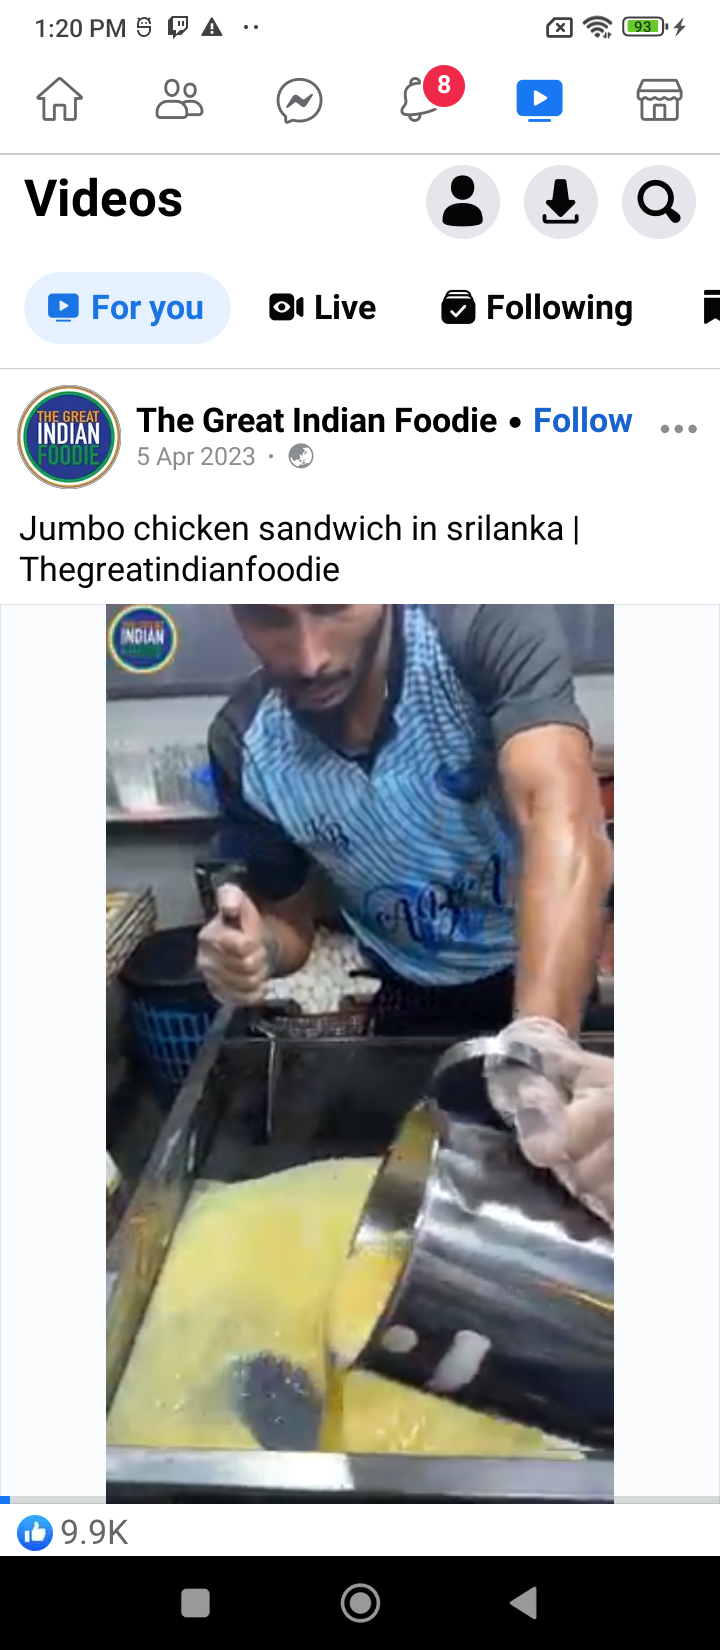 1:20 PM
93
8
Videos
For you
Live
Following
THE GREAT
INDIAN
FOODIE
The Great Indian Foodie • Follow
5 Apr 2023
Jumbo chicken sandwich in srilanka |
Thegreatindianfoodie
INDIAN
9.9K